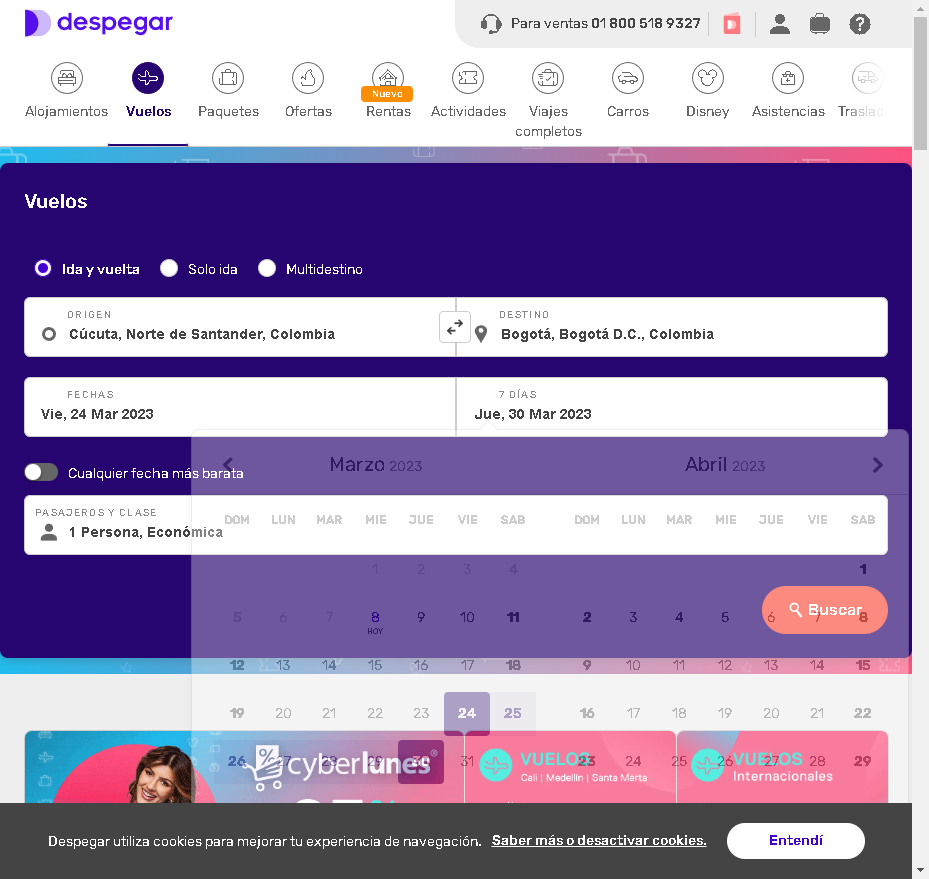 despegar
Para ventas 01 800 518 9327
Nuevo
Alojamientos Vuelos Paquetes Ofertas Rentas Actividades Viajes completos Carros Disney Asistencias Traslad
Vuelos
Ida y vuelta Solo ida Multidestino
ORIGEN DESTINO
Cúcuta, Norte de Santander, Colombia Bogotá, Bogotá D.C., Colombia
FECHAS 7 DÍAS
Vie, 24 Mar 2023 Jue, 30 Mar 2023
Marzo 2023 Abril 2023
Cualquier fecha más barata
PASAJEROS Y CLASE
DOM LUN MAR MIE JUE VIE SAB DOM LUN MAR MIE JUE VIE SAB
1 Persona, Económica
1 2 3 4 1
Buscar
5 6 7 8 9 10 11 2 3 4 5 6 7 8
HOY
12 13 14 15 16 17 18 9 10 11 12 13 14 15
19 20 21 22 23 24 25 16 17 18 19 20 21 22
26 27 28 29 30 31 23 24 25 26 27 28 29
cyberlunes®
VUELOS VUELOS
Cali | Medellín | Santa Marta Internacionales
Despegar utiliza cookies para mejorar tu experiencia de navegación. Saber más o desactivar cookies. Entendí